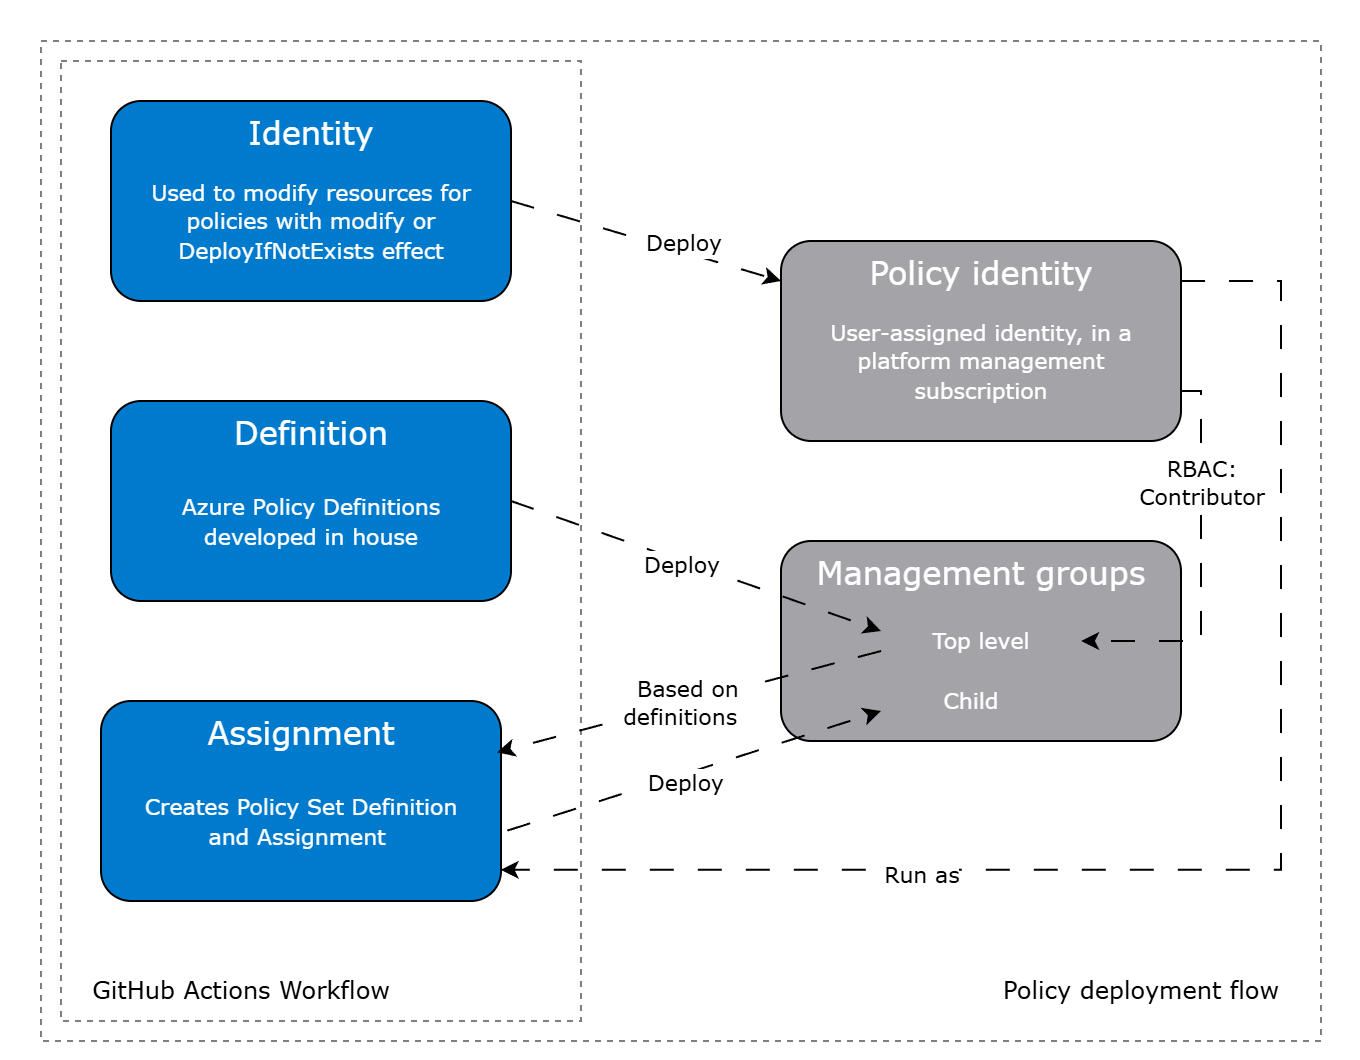 Identity
Used to modify resources for
policies with modify or
DeployIfNotExists effect
Deploy
Policy identity
User-assigned identity, in a
platform management
subscription
Definition
Azure Policy Definitions
developed in house
RBAC:
Contributor
Deploy
Management groups
Top level
Child
Based on
definitions
Assignment
Creates Policy Set Definition
and Assignment
Deploy
Run as
GitHub Actions Workflow
Policy deployment flow